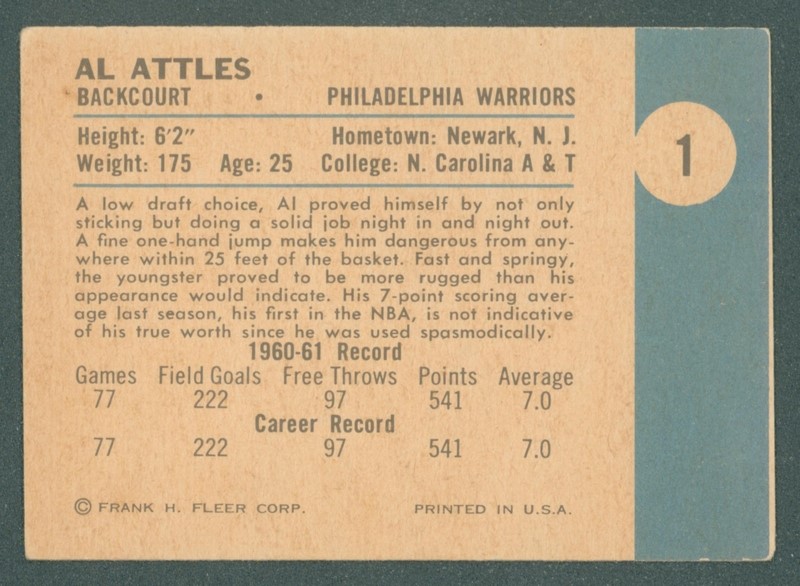 AL ATTLES
BACKCOURT • PHILADELPHIA WARRIORS
Height: 6'2" Hometown: Newark, N. J.
Weight: 175 Age: 25 College: N. Carolina A & T
1
A low draft choice, Al proved himself by not only
sticking but doing a solid job night in and night out.
A fine one-hand jump makes him dangerous from any-
where within 25 feet of the basket. Fast and springy,
the youngster proved to be more rugged than his
appearance would indicate. His 7-point scoring aver-
age last season, his first in the NBA, is not indicative
of his true worth since he was used spasmodically.
1960-61 Record
Games Field Goals Free Throws Points Average
77 222 97 541 7.0
Career Record
77 222 97 541 7.0
© FRANK H. FLEER CORP. PRINTED IN U.S.A.